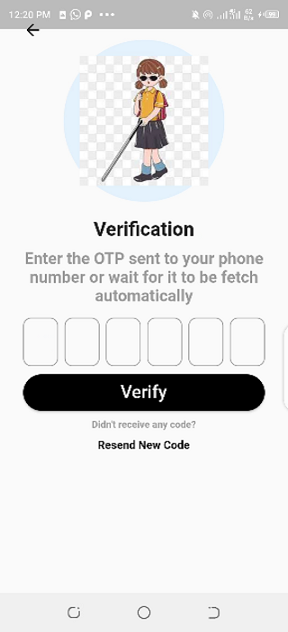 12:20 PM
Verification
Enter the OTP sent to your phone
number or wait for it to be fetch
automatically
Verify
Didn't receive any code?
Resend New Code